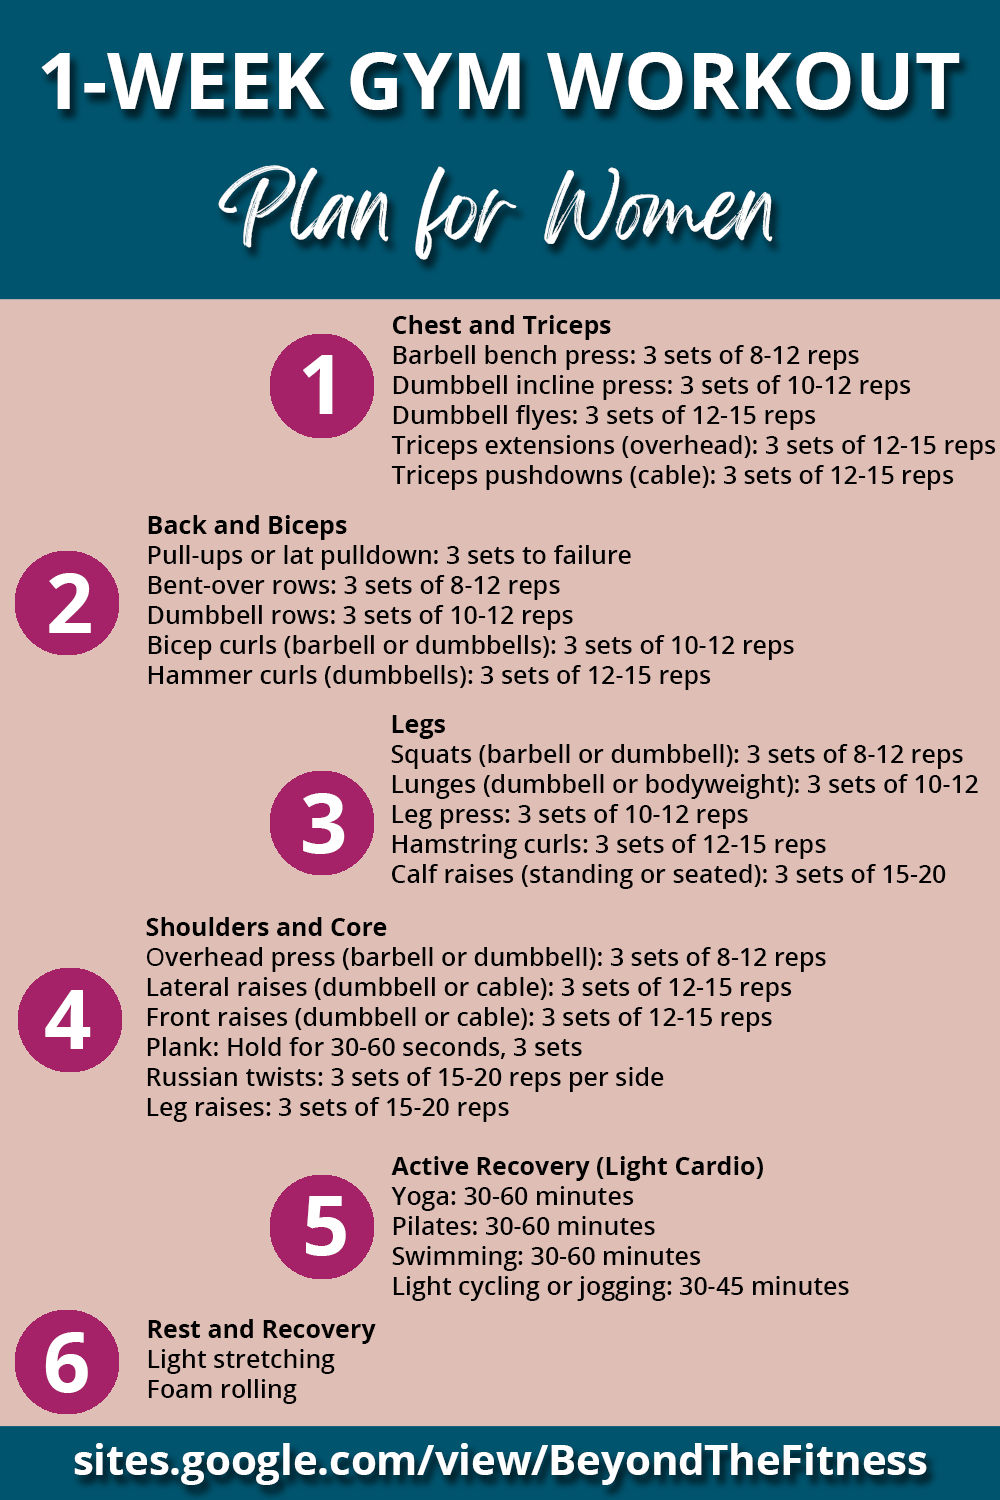 1-WEEK GYM WORKOUT
Plan for Women
1
Chest and Triceps
Barbell bench press: 3 sets of 8-12 reps
Dumbbell incline press: 3 sets of 10-12 reps
Dumbbell flyes: 3 sets of 12-15 reps
Triceps extensions (overhead): 3 sets of 12-15 reps
Triceps pushdowns (cable): 3 sets of 12-15 reps
2
Back and Biceps
Pull-ups or lat pulldown: 3 sets to failure
Bent-over rows: 3 sets of 8-12 reps
Dumbbell rows: 3 sets of 10-12 reps
Bicep curls (barbell or dumbbells): 3 sets of 10-12 reps
Hammer curls (dumbbells): 3 sets of 12-15 reps
3
Legs
Squats (barbell or dumbbell): 3 sets of 8-12 reps
Lunges (dumbbell or bodyweight): 3 sets of 10-12
Leg press: 3 sets of 10-12 reps
Hamstring curls: 3 sets of 12-15 reps
Calf raises (standing or seated): 3 sets of 15-20
4
Shoulders and Core
Overhead press (barbell or dumbbell): 3 sets of 8-12 reps
Lateral raises (dumbbell or cable): 3 sets of 12-15 reps
Front raises (dumbbell or cable): 3 sets of 12-15 reps
Plank: Hold for 30-60 seconds, 3 sets
Russian twists: 3 sets of 15-20 reps per side
Leg raises: 3 sets of 15-20 reps
5
Active Recovery (Light Cardio)
Yoga: 30-60 minutes
Pilates: 30-60 minutes
Swimming: 30-60 minutes
Light cycling or jogging: 30-45 minutes
6
Rest and Recovery
Light stretching
Foam rolling
sites.google.com/view/BeyondTheFitness